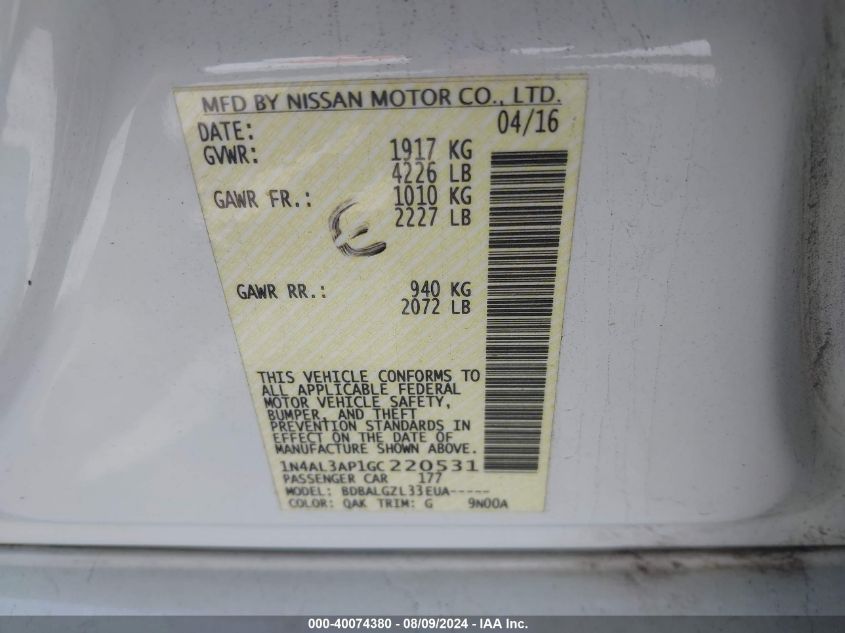 MFD BY NISSAN MOTOR CO., LTD.
DATE: 04/16
GVWR: 1917 KG
4226 LB
GAWR FR.: 1010 KG
2227 LB
GAWR RR.: 940 KG
2072 LB
THIS VEHICLE CONFORMS TO
ALL APPLICABLE FEDERAL
MOTOR VEHICLE SAFETY,
BUMPER, AND THEFT
PREVENTION STANDARDS IN
EFFECT ON THE DATE OF
MANUFACTURE SHOWN ABOVE.
1N4AL3AP1GC220531
PASSENGER CAR 177
MODEL: BDBALGZL33EUA-----
COLOR: QAK TRIM: G 9N00A
000-40074380 - 08/09/2024 - IAA Inc.